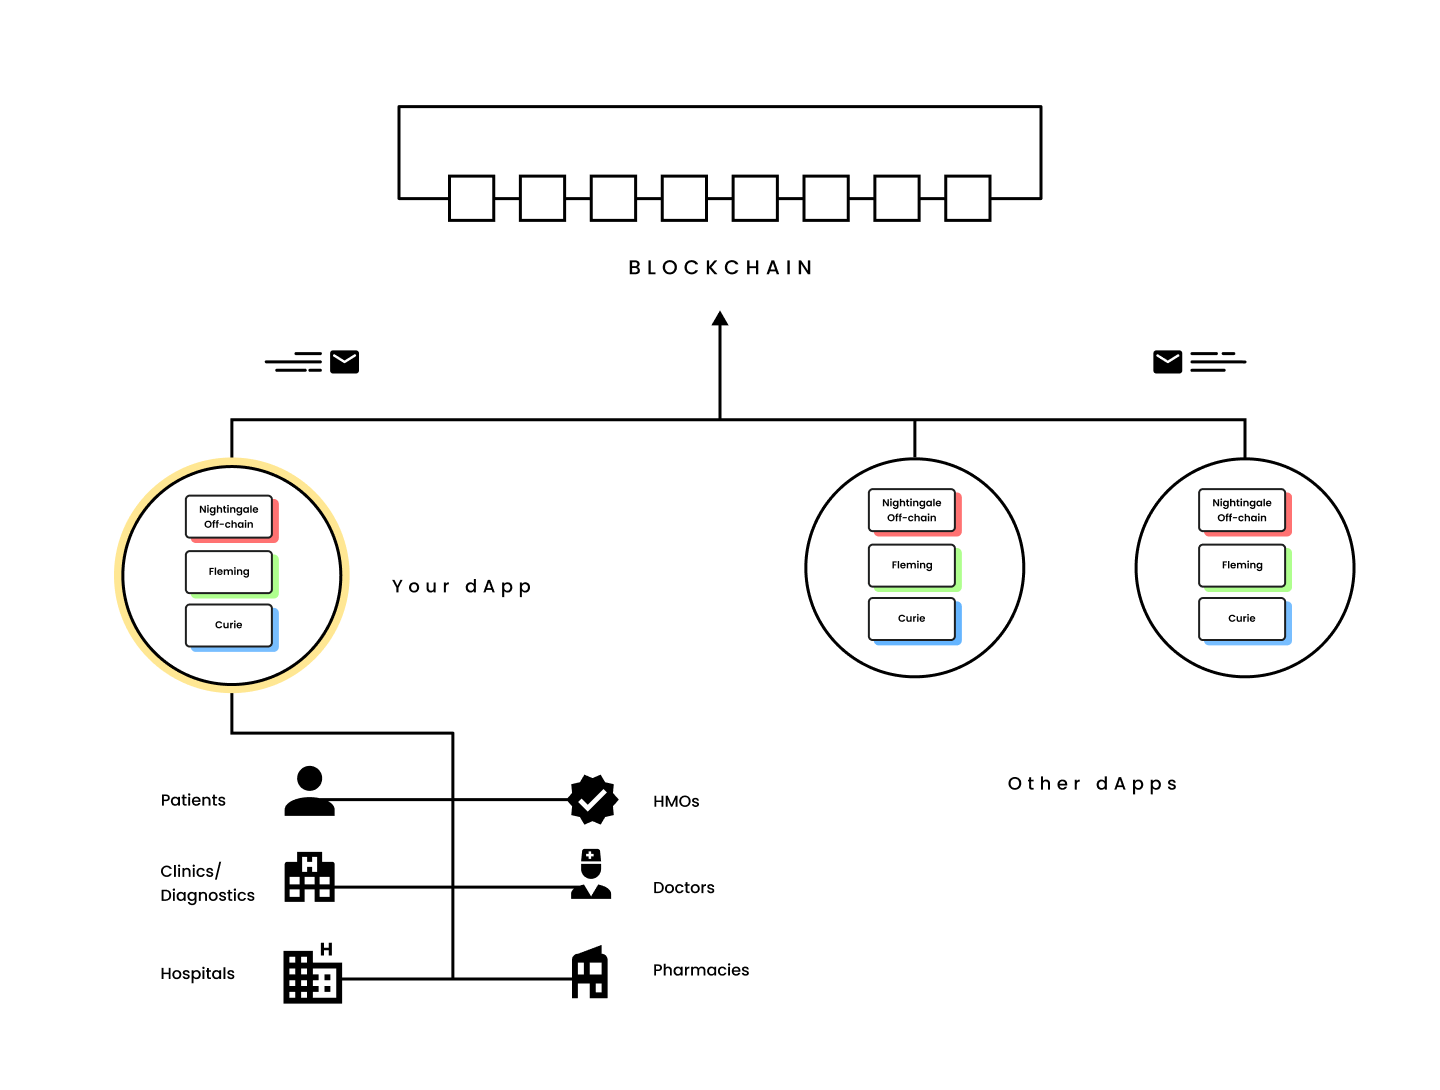 BLOCKCHAIN
Nightingale
Off-chain
Fleming
Curie
Your dApp
Nightingale
Off-chain
Fleming
Curie
Nightingale
Off-chain
Fleming
Curie
Other dApps
Patients
HMOs
Clinics/
Diagnostics
H
Doctors
Hospitals
H
Pharmacies